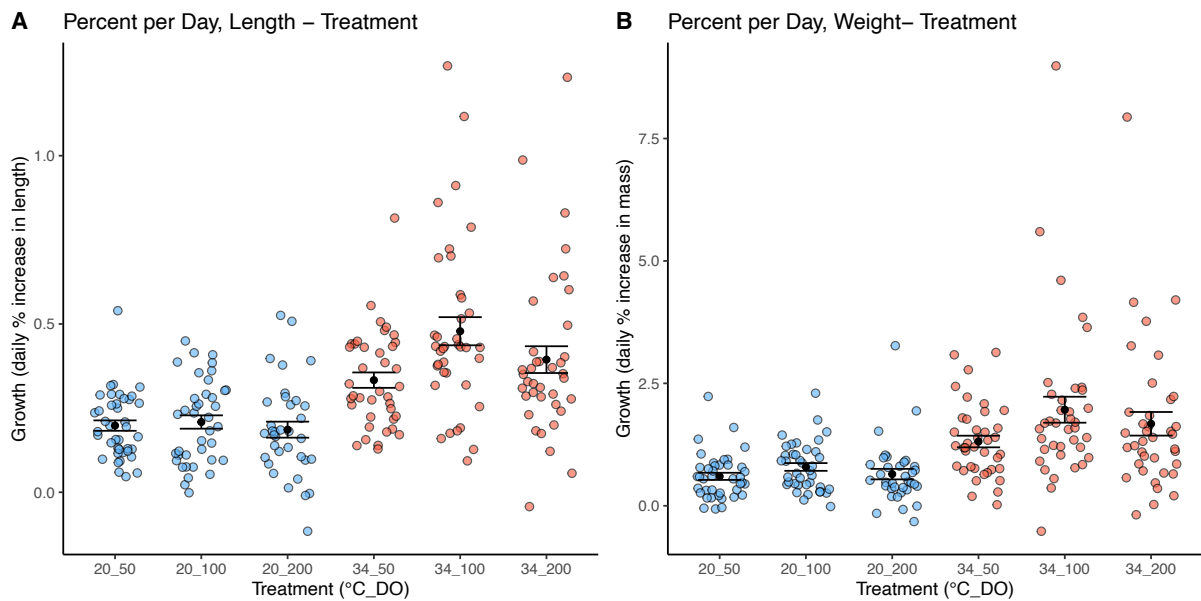 A Percent per Day, Length − Treatment
Growth (daily % increase in length)
1.0
0.5
0.0
20_50 20_100 20_200 34_50 34_100 34_200
Treatment (°C_DO)
B Percent per Day, Weight− Treatment
Growth (daily % increase in mass)
7.5
5.0
2.5
0.0
20_50 20_100 20_200 34_50 34_100 34_200
Treatment (°C_DO)